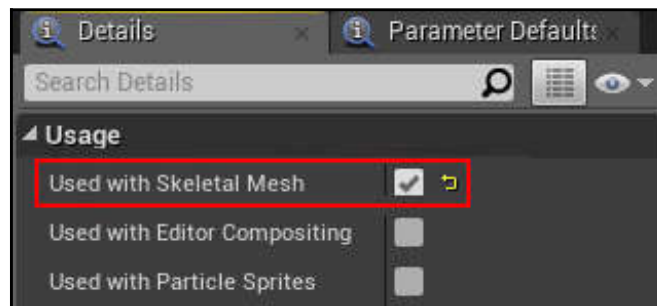 Details Parameter Defaults
Search Details
Usage
Used with Skeletal Mesh
Used with Editor Compositing
Used with Particle Sprites